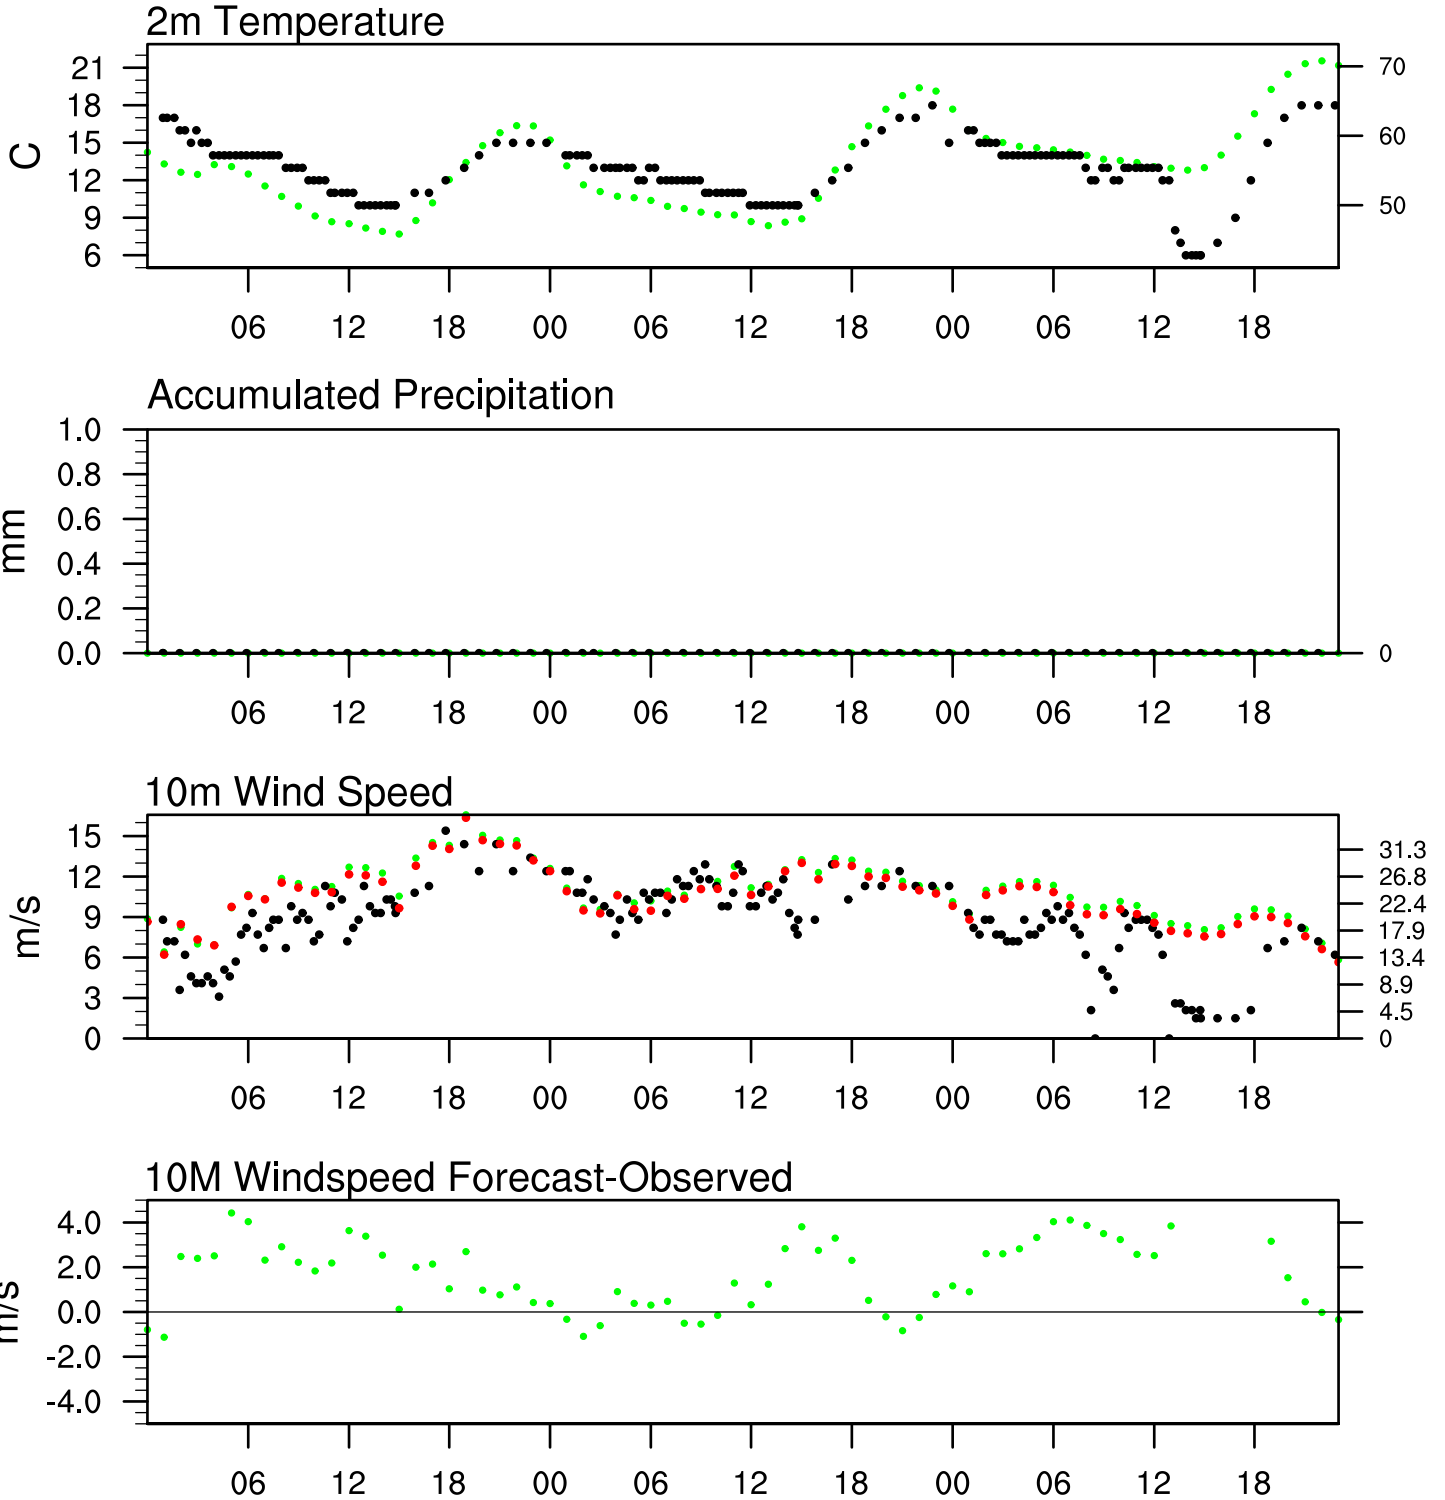 2m Temperature
21
18
15
12
9
6
C
70
60
50
06 12 18 00 06 12 18 00 06 12 18
Accumulated Precipitation
1.0
0.8
0.6
0.4
0.2
0.0
mm
0
06 12 18 00 06 12 18 00 06 12 18
10m Wind Speed
15
12
9
6
3
0
m/s
31.3
26.8
22.4
17.9
13.4
8.9
4.5
0
06 12 18 00 06 12 18 00 06 12 18
10M Windspeed Forecast-Observed
4.0
2.0
0.0
-2.0
-4.0
m/s
06 12 18 00 06 12 18 00 06 12 18